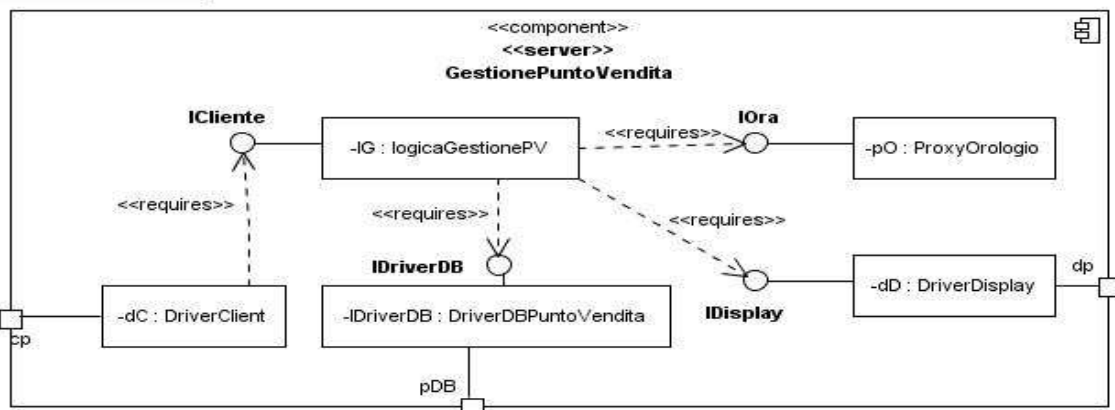 <<component>>
<<server>>
GestionePuntoVendita
ICliente
IOra
-lG : logicaGestionePV
<<requires>>
-pO : ProxyOrologio
<<requires>>
<<requires>>
<<requires>>
IDriverDB
IDisplay
-dC : DriverClient
-IDriverDB : DriverDBPuntoVendita
-dD : DriverDisplay
dp
cp
pDB